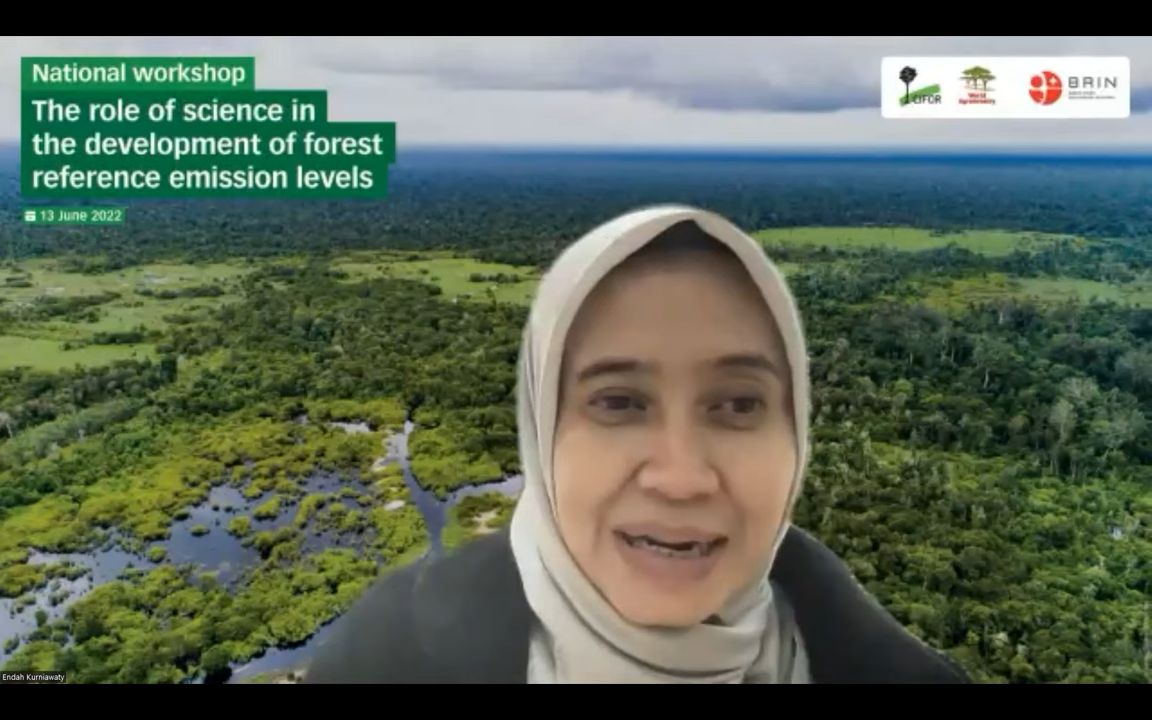 National workshop
The role of science in
the development of forest
reference emission levels
13 June 2022
CIFOR
World
Agroforestry
BRIN
Endah Kurniawaty